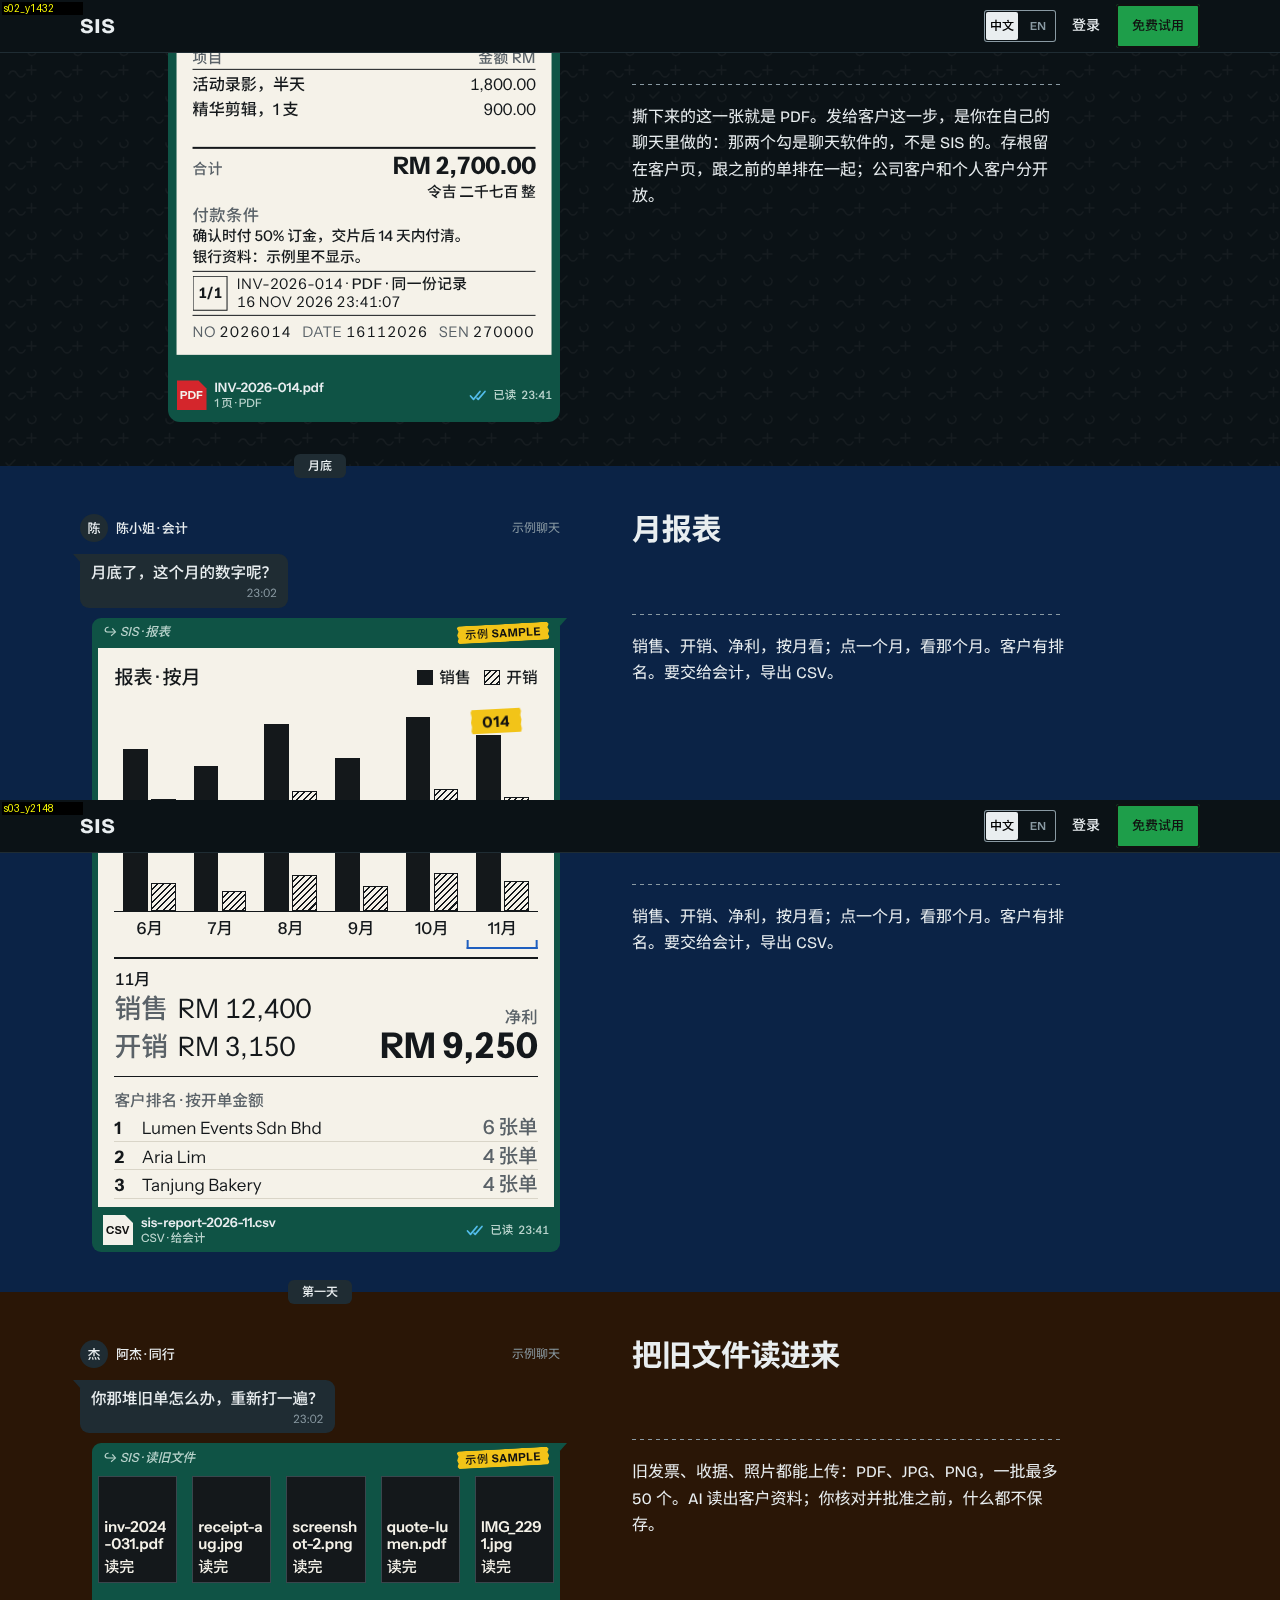 s02_y1432
SIS
中文 EN 登录 免费试用
项目 金额 RM
活动录影，半天 1,800.00
精华剪辑，1 支 900.00
合计 RM 2,700.00
令吉 二千七百 整
付款条件
确认时付 50% 订金，交片后 14 天内付清。
银行资料：示例里不显示。
1/1 INV-2026-014 · PDF · 同一份记录
16 NOV 2026 23:41:07
NO 2026014 DATE 16112026 SEN 270000
PDF INV-2026-014.pdf
1 页 · PDF
已读 23:41
撕下来的这一张就是 PDF。发给客户这一步，是你在自己的
聊天里做的：那两个勾是聊天软件的，不是 SIS 的。存根留
在客户页，跟之前的单排在一起；公司客户和个人客户分开
放。
月底
陈 陈小姐 · 会计 示例聊天
月底了，这个月的数字呢？
23:02
SIS · 报表 示例 SAMPLE
报表 · 按月 销售 开销
014
月报表
销售、开销、净利，按月看；点一个月，看那个月。客户有排
名。要交给会计，导出 CSV。
s03_y2148
SIS
中文 EN 登录 免费试用
6月 7月 8月 9月 10月 11月
11月
销售 RM 12,400
开销 RM 3,150
净利
RM 9,250
客户排名 · 按开单金额
1 Lumen Events Sdn Bhd 6 张单
2 Aria Lim 4 张单
3 Tanjung Bakery 4 张单
CSV sis-report-2026-11.csv
CSV · 给会计
已读 23:41
销售、开销、净利，按月看；点一个月，看那个月。客户有排
名。要交给会计，导出 CSV。
第一天
杰 阿杰 · 同行 示例聊天
你那堆旧单怎么办，重新打一遍？
23:02
SIS · 读旧文件 示例 SAMPLE
inv-2024
-031.pdf
读完
receipt-a
ug.jpg
读完
screensh
ot-2.png
读完
quote-lu
men.pdf
读完
IMG_229
1.jpg
读完
把旧文件读进来
旧发票、收据、照片都能上传：PDF、JPG、PNG，一批最多
50 个。AI 读出客户资料；你核对并批准之前，什么都不保
存。